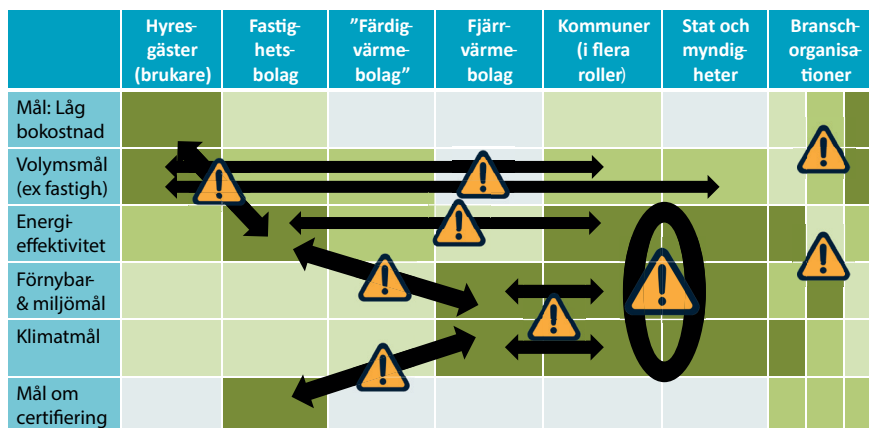 Hyres-
gäster
(brukare)
Fastig-
hets-
bolag
”Färdig-
värme-
bolag”
Fjärr-
värme-
bolag
Kommuner
(i flera
roller)
Stat och
myndig-
heter
Bransch-
organisa-
tioner
Mål: Låg
bokostnad
Volymsmål
(ex fastigh.)
Energi-
effektivitet
Förnybar-
& miljömål
Klimatmål
Mål om
certifiering